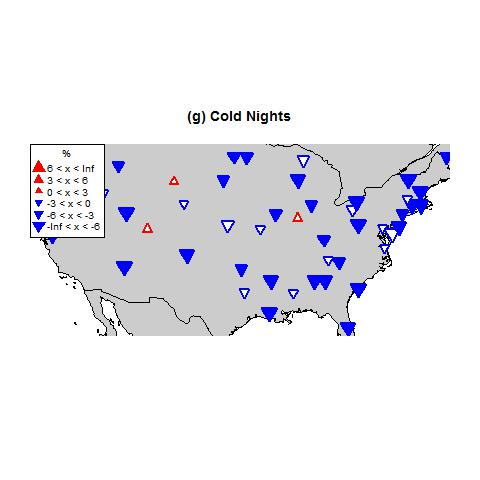 (g) Cold Nights
%
6 < x < Inf
3 < x < 6
0 < x < 3
-3 < x < 0
-6 < x < -3
-Inf < x < -6